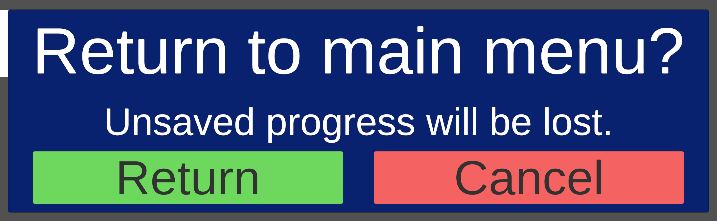 Return to main menu?
Unsaved progress will be lost.
Return
Cancel